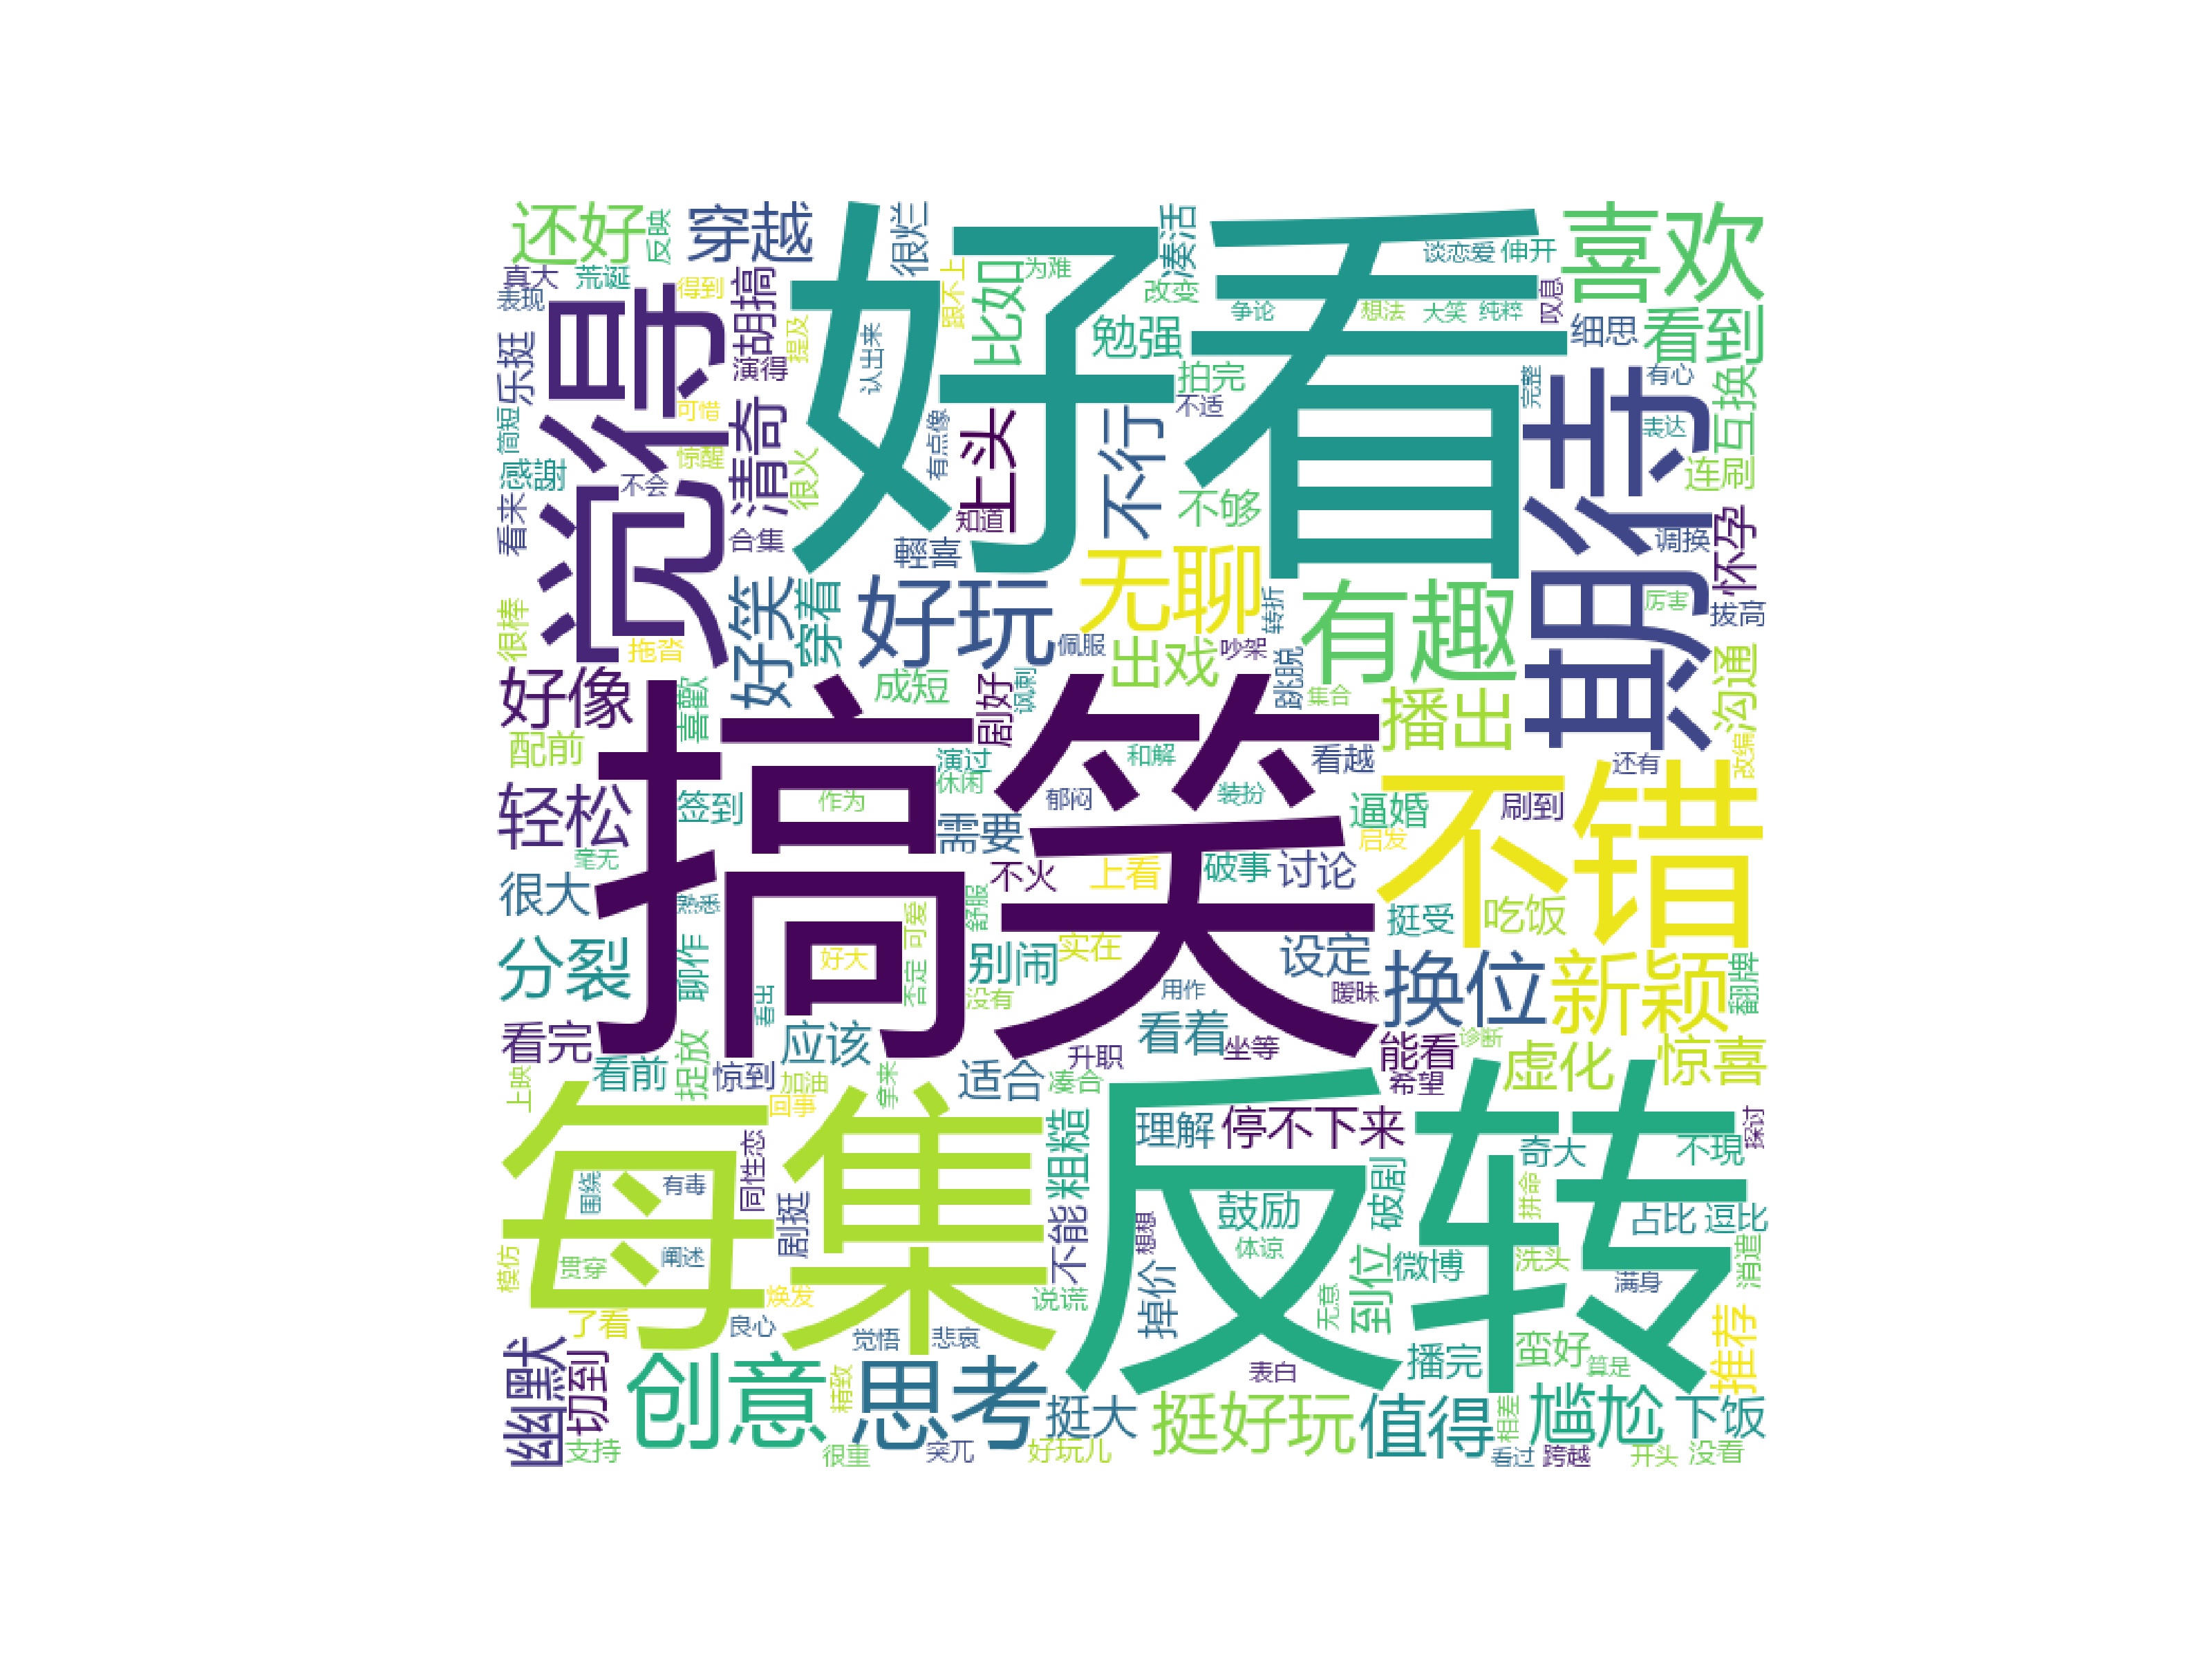 还好
反映
穿越
很烂
好看
凑活
谈恋爱
伸开
喜欢
真大
荒诞
表现
得到
胡搞
跟不上
比如
为难
改变
争论
想法
大笑
纯粹
叹息
细思
看到
觉得
提及
演得
认出来
勉强
拍完
不适
完整
有心
互换
乐挺
简短
可惜
清奇
有点像
上头
不行
期待
表达
感謝
惊醒
很火
不会
合集
知道
不够
连刷
看来
輕喜
调换
怀孕
很棒
好笑
穿着
好玩
无聊
有趣
转折
厉害
拔高
拖沓
佩服
出戏
吵架
跳脱
沟通
好像
喜歡
成短
剧好
讽刺
集合
播出
配前
搞笑
演过
休闲
和解
看越
还有
改编
轻松
签到
作为
需要
郁闷
装扮
逼婚
刷到
不错
毫无
不火
上看
破事
讨论
启发
很大
熟悉
舒服
挺受
吃饭
分裂
聊作
好大
否定
可爱
别闹
实在
设定
换位
新颖
翻牌
没有
用作
暧昧
看出
看完
看前
捉放
惊到
应该
看着
坐等
能看
诊断
虚化
惊喜
升职
适合
凑合
希望
上映
加油
回事
拿来
每集
反转
同性恋
粗糙
理解
停不下来
奇大
不現
探讨
围绕
有毒
剧挺
不能
想想
鼓励
破剧
拼命
占比
逗比
模仿
贯穿
阐述
体谅
微博
洗头
消遣
焕发
说谎
掉价
无意
到位
满身
了看
良心
觉悟
悲哀
推荐
幽默
切到
创意
精致
思考
表白
播完
蛮好
算是
挺大
挺好玩
值得
相差
尴尬
下饭
支持
很重
突兀
好玩儿
看过
跨越
开头
没看